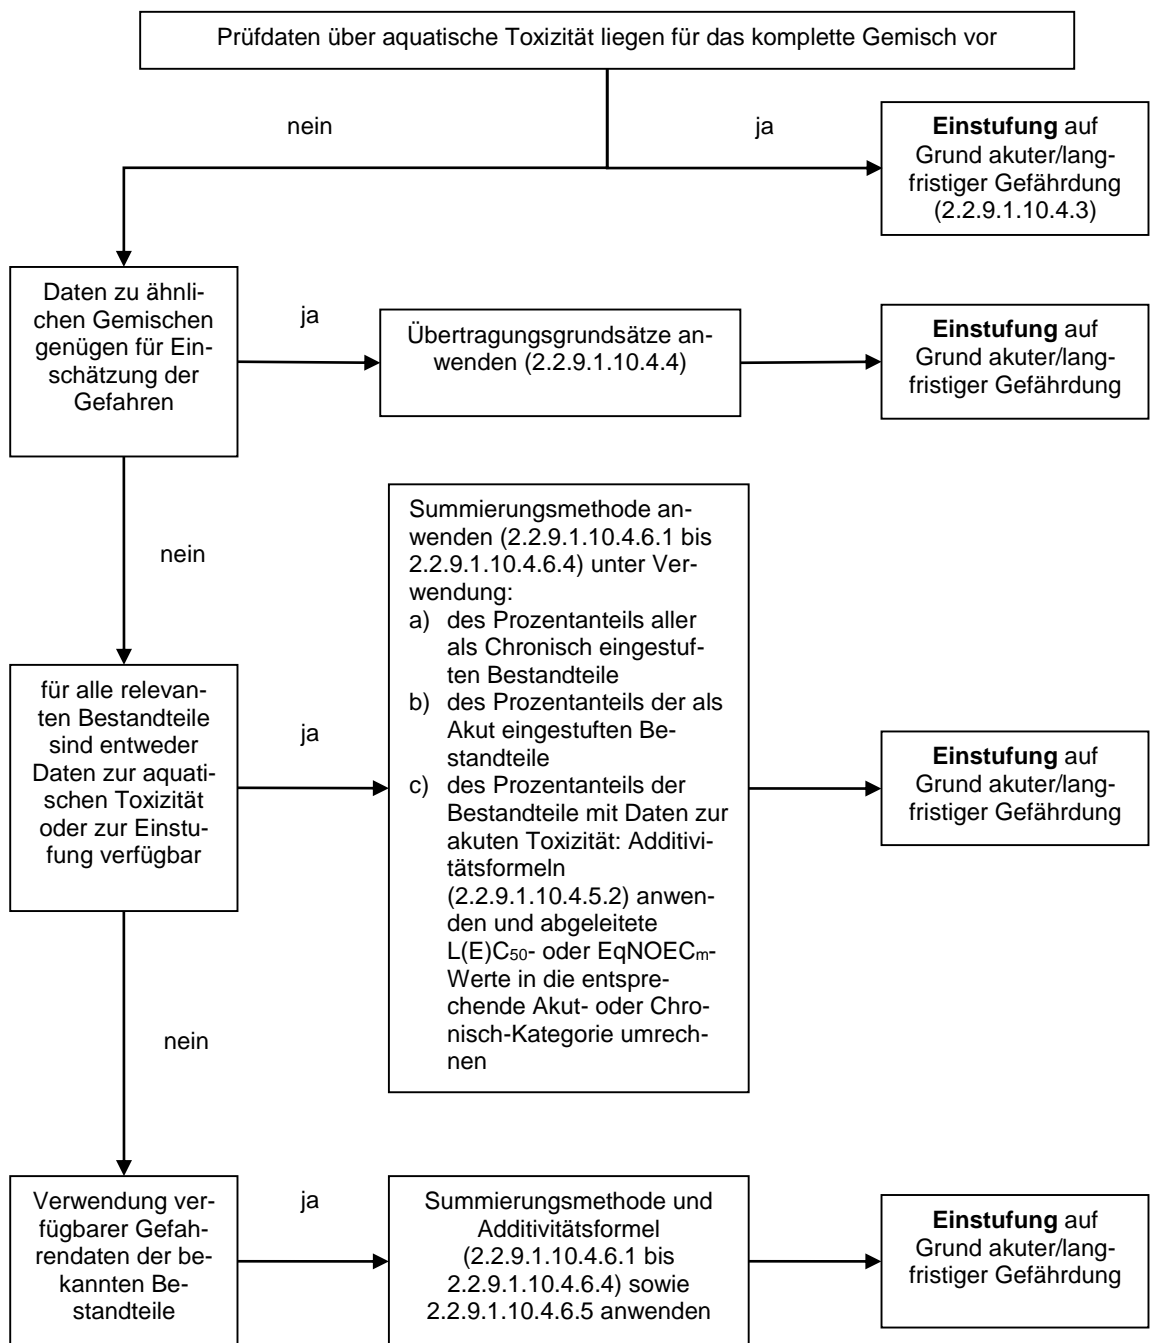 Prüfdaten über aquatische Toxizität liegen für das komplette Gemisch vor
nein
ja
Einstufung auf
Grund akuter/lang-
fristiger Gefährdung
(2.2.9.1.10.4.3)
Daten zu ähnli-
chen Gemischen
genügen für Ein-
schätzung der
Gefahren
ja
Übertragungsgrundsätze an-
wenden (2.2.9.1.10.4.4)
Einstufung auf
Grund akuter/lang-
fristiger Gefährdung
nein
Summierungsmethode an-
wenden (2.2.9.1.10.4.6.1 bis
2.2.9.1.10.4.6.4) unter Ver-
wendung:
a) des Prozentanteils aller
als Chronisch eingestuf-
ten Bestandteile
b) des Prozentanteils der als
Akut eingestuften Be-
standteile
c) des Prozentanteils der
Bestandteile mit Daten zur
akuten Toxizität: Additivi-
tätsformeln
(2.2.9.1.10.4.5.2) anwen-
den und abgeleitete
L(E)C50- oder EqNOECm-
Werte in die entspre-
chende Akut- oder Chro-
nisch-Kategorie umrech-
nen
für alle relevan-
ten Bestandteile
sind entweder
Daten zur aquati-
schen Toxizität
oder zur Einstu-
fung verfügbar
ja
Einstufung auf
Grund akuter/lang-
fristiger Gefährdung
nein
Verwendung ver-
fügbarer Gefah-
rendaten der be-
kannten Be-
standteile
ja
Summierungsmethode und
Additivitätsformel
(2.2.9.1.10.4.6.1 bis
2.2.9.1.10.4.6.4) sowie
2.2.9.1.10.4.6.5 anwenden
Einstufung auf
Grund akuter/lang-
fristiger Gefährdung